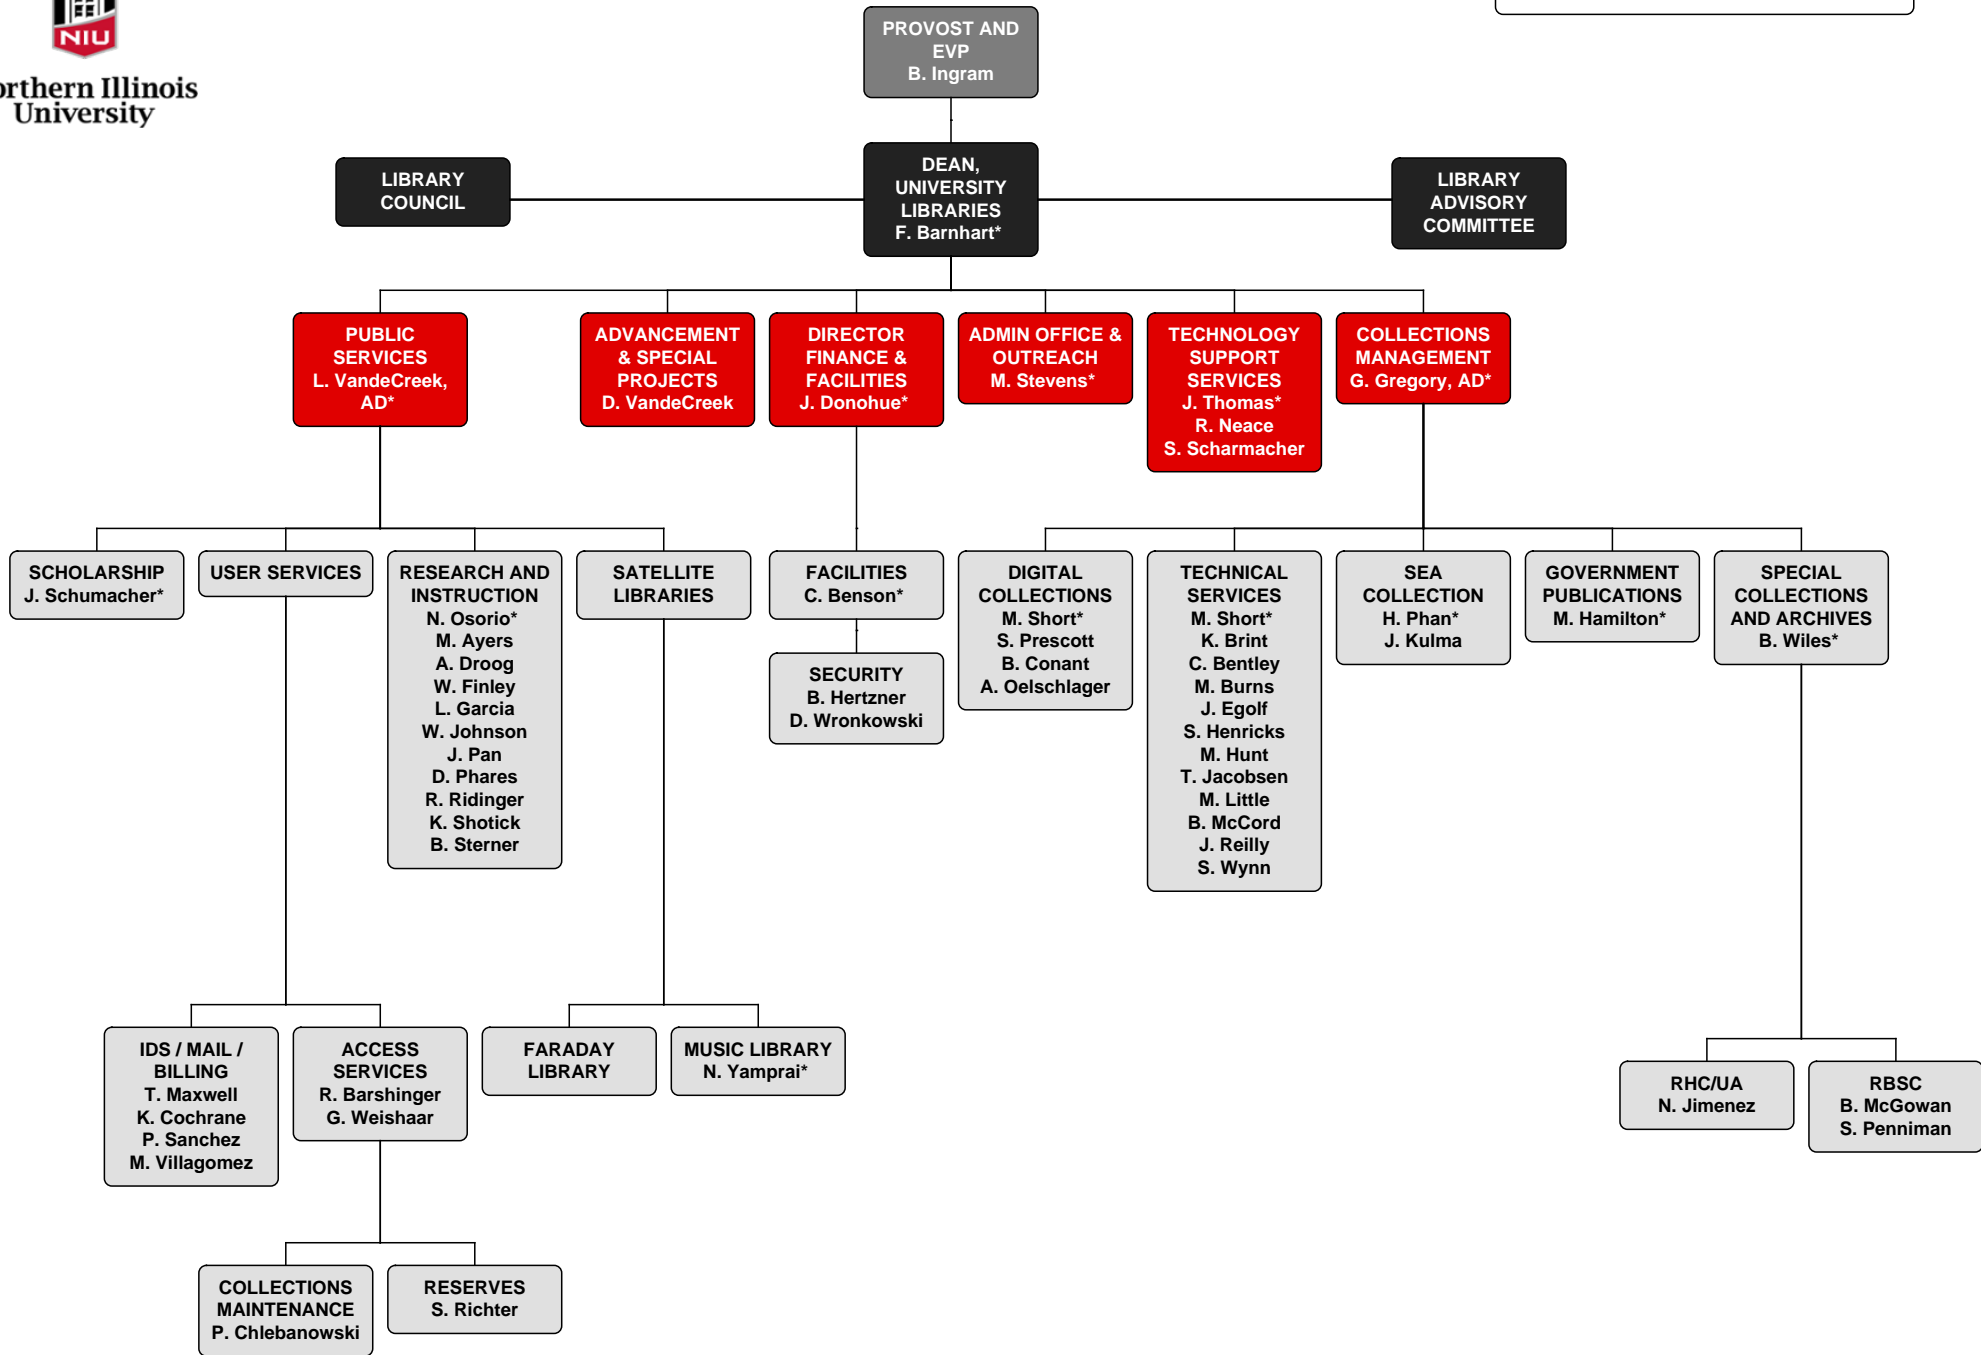 NIU
orthern Illinois
University
PROVOST AND
EVP
B. Ingram
LIBRARY
COUNCIL
DEAN,
UNIVERSITY
LIBRARIES
F. Barnhart*
LIBRARY
ADVISORY
COMMITTEE
PUBLIC
SERVICES
L. VandeCreek,
AD*
ADVANCEMENT
& SPECIAL
PROJECTS
D. VandeCreek
DIRECTOR
FINANCE &
FACILITIES
J. Donohue*
ADMIN OFFICE &
OUTREACH
M. Stevens*
TECHNOLOGY
SUPPORT
SERVICES
J. Thomas*
R. Neace
S. Scharmacher
COLLECTIONS
MANAGEMENT
G. Gregory, AD*
SCHOLARSHIP
J. Schumacher*
USER SERVICES
RESEARCH AND
INSTRUCTION
N. Osorio*
M. Ayers
A. Droog
W. Finley
L. Garcia
W. Johnson
J. Pan
D. Phares
R. Ridinger
K. Shotick
B. Sterner
SATELLITE
LIBRARIES
FACILITIES
C. Benson*
SECURITY
B. Hertzner
D. Wronkowski
DIGITAL
COLLECTIONS
M. Short*
S. Prescott
B. Conant
A. Oelschlager
TECHNICAL
SERVICES
M. Short*
K. Brint
C. Bentley
M. Burns
J. Egolf
S. Henricks
M. Hunt
T. Jacobsen
M. Little
B. McCord
J. Reilly
S. Wynn
SEA
COLLECTION
H. Phan*
J. Kulma
GOVERNMENT
PUBLICATIONS
M. Hamilton*
SPECIAL
COLLECTIONS
AND ARCHIVES
B. Wiles*
IDS / MAIL /
BILLING
T. Maxwell
K. Cochrane
P. Sanchez
M. Villagomez
ACCESS
SERVICES
R. Barshinger
G. Weishaar
FARADAY
LIBRARY
MUSIC LIBRARY
N. Yamprai*
RHC/UA
N. Jimenez
RBSC
B. McGowan
S. Penniman
COLLECTIONS
MAINTENANCE
P. Chlebanowski
RESERVES
S. Richter